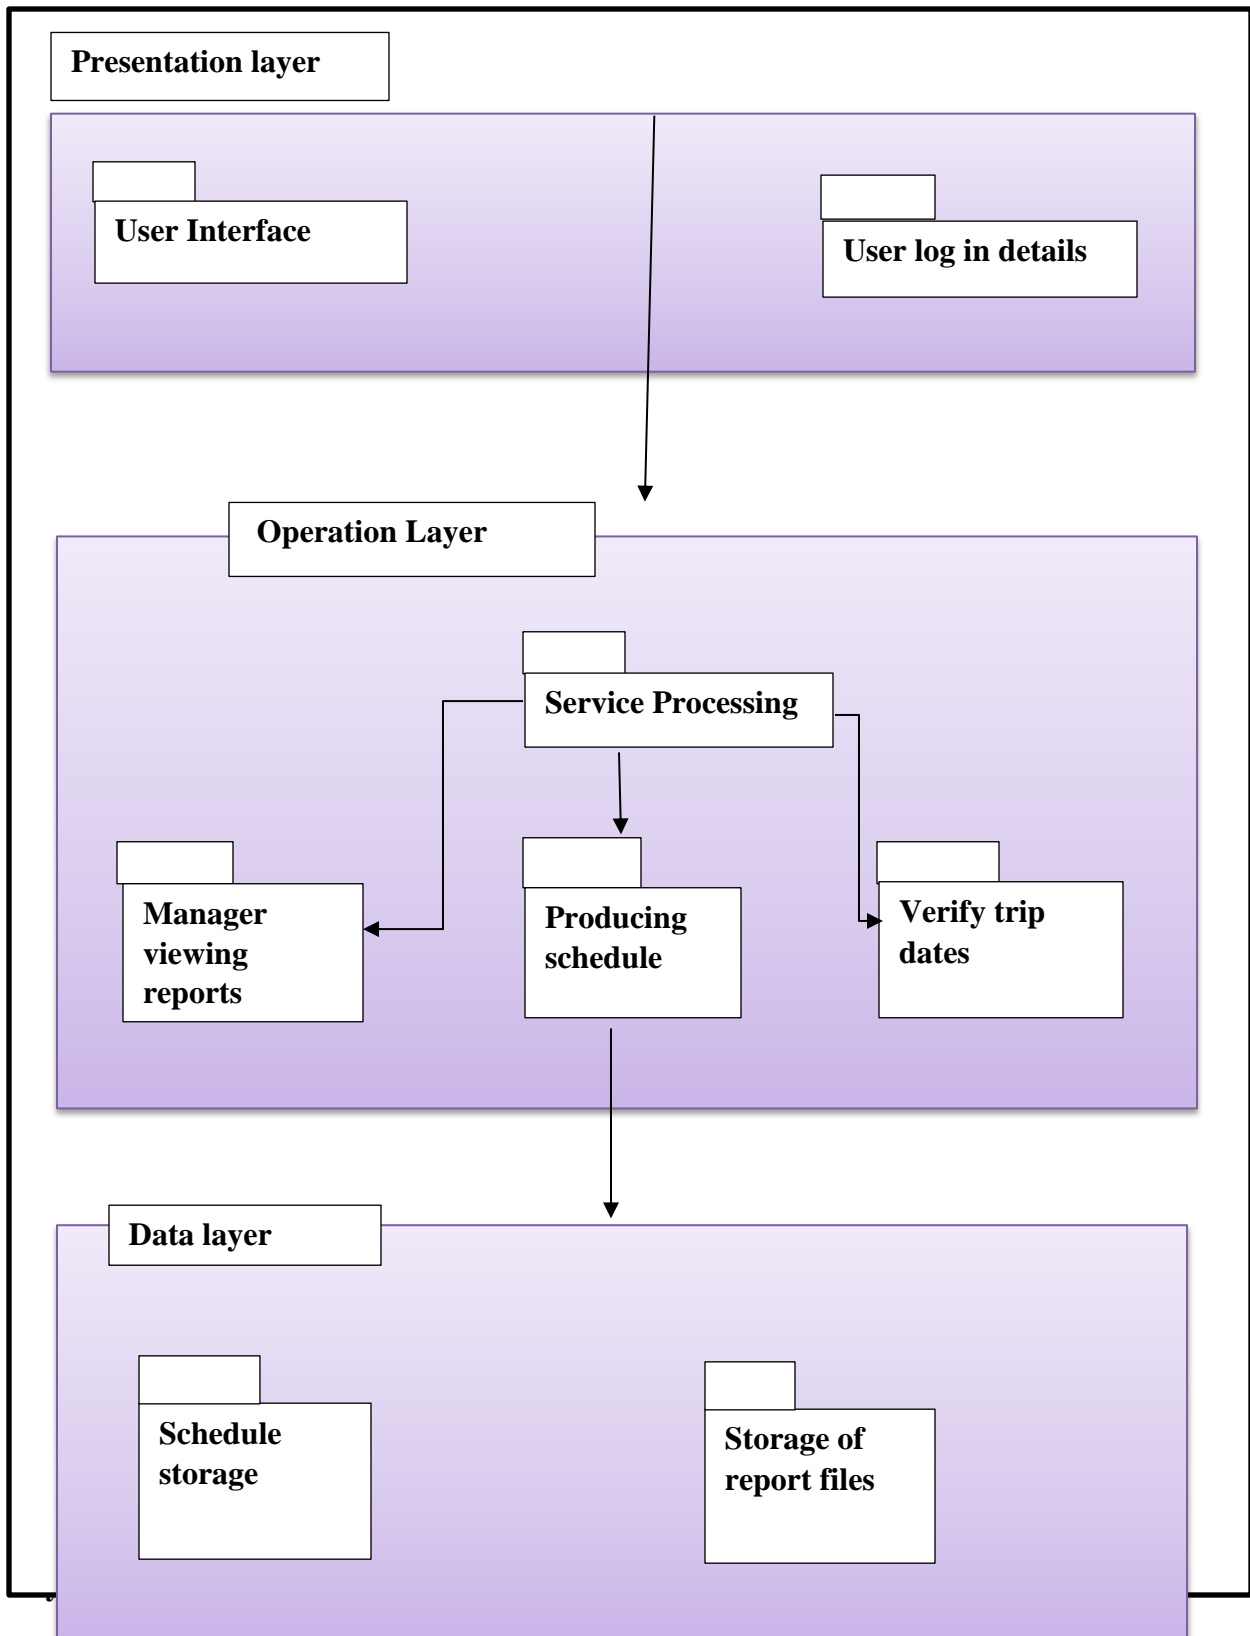 Presentation layer
User Interface
User log in details
Operation Layer
Service Processing
Manager
viewing
reports
Producing
schedule
Verify trip
dates
Data layer
Schedule
storage
Storage of
report files